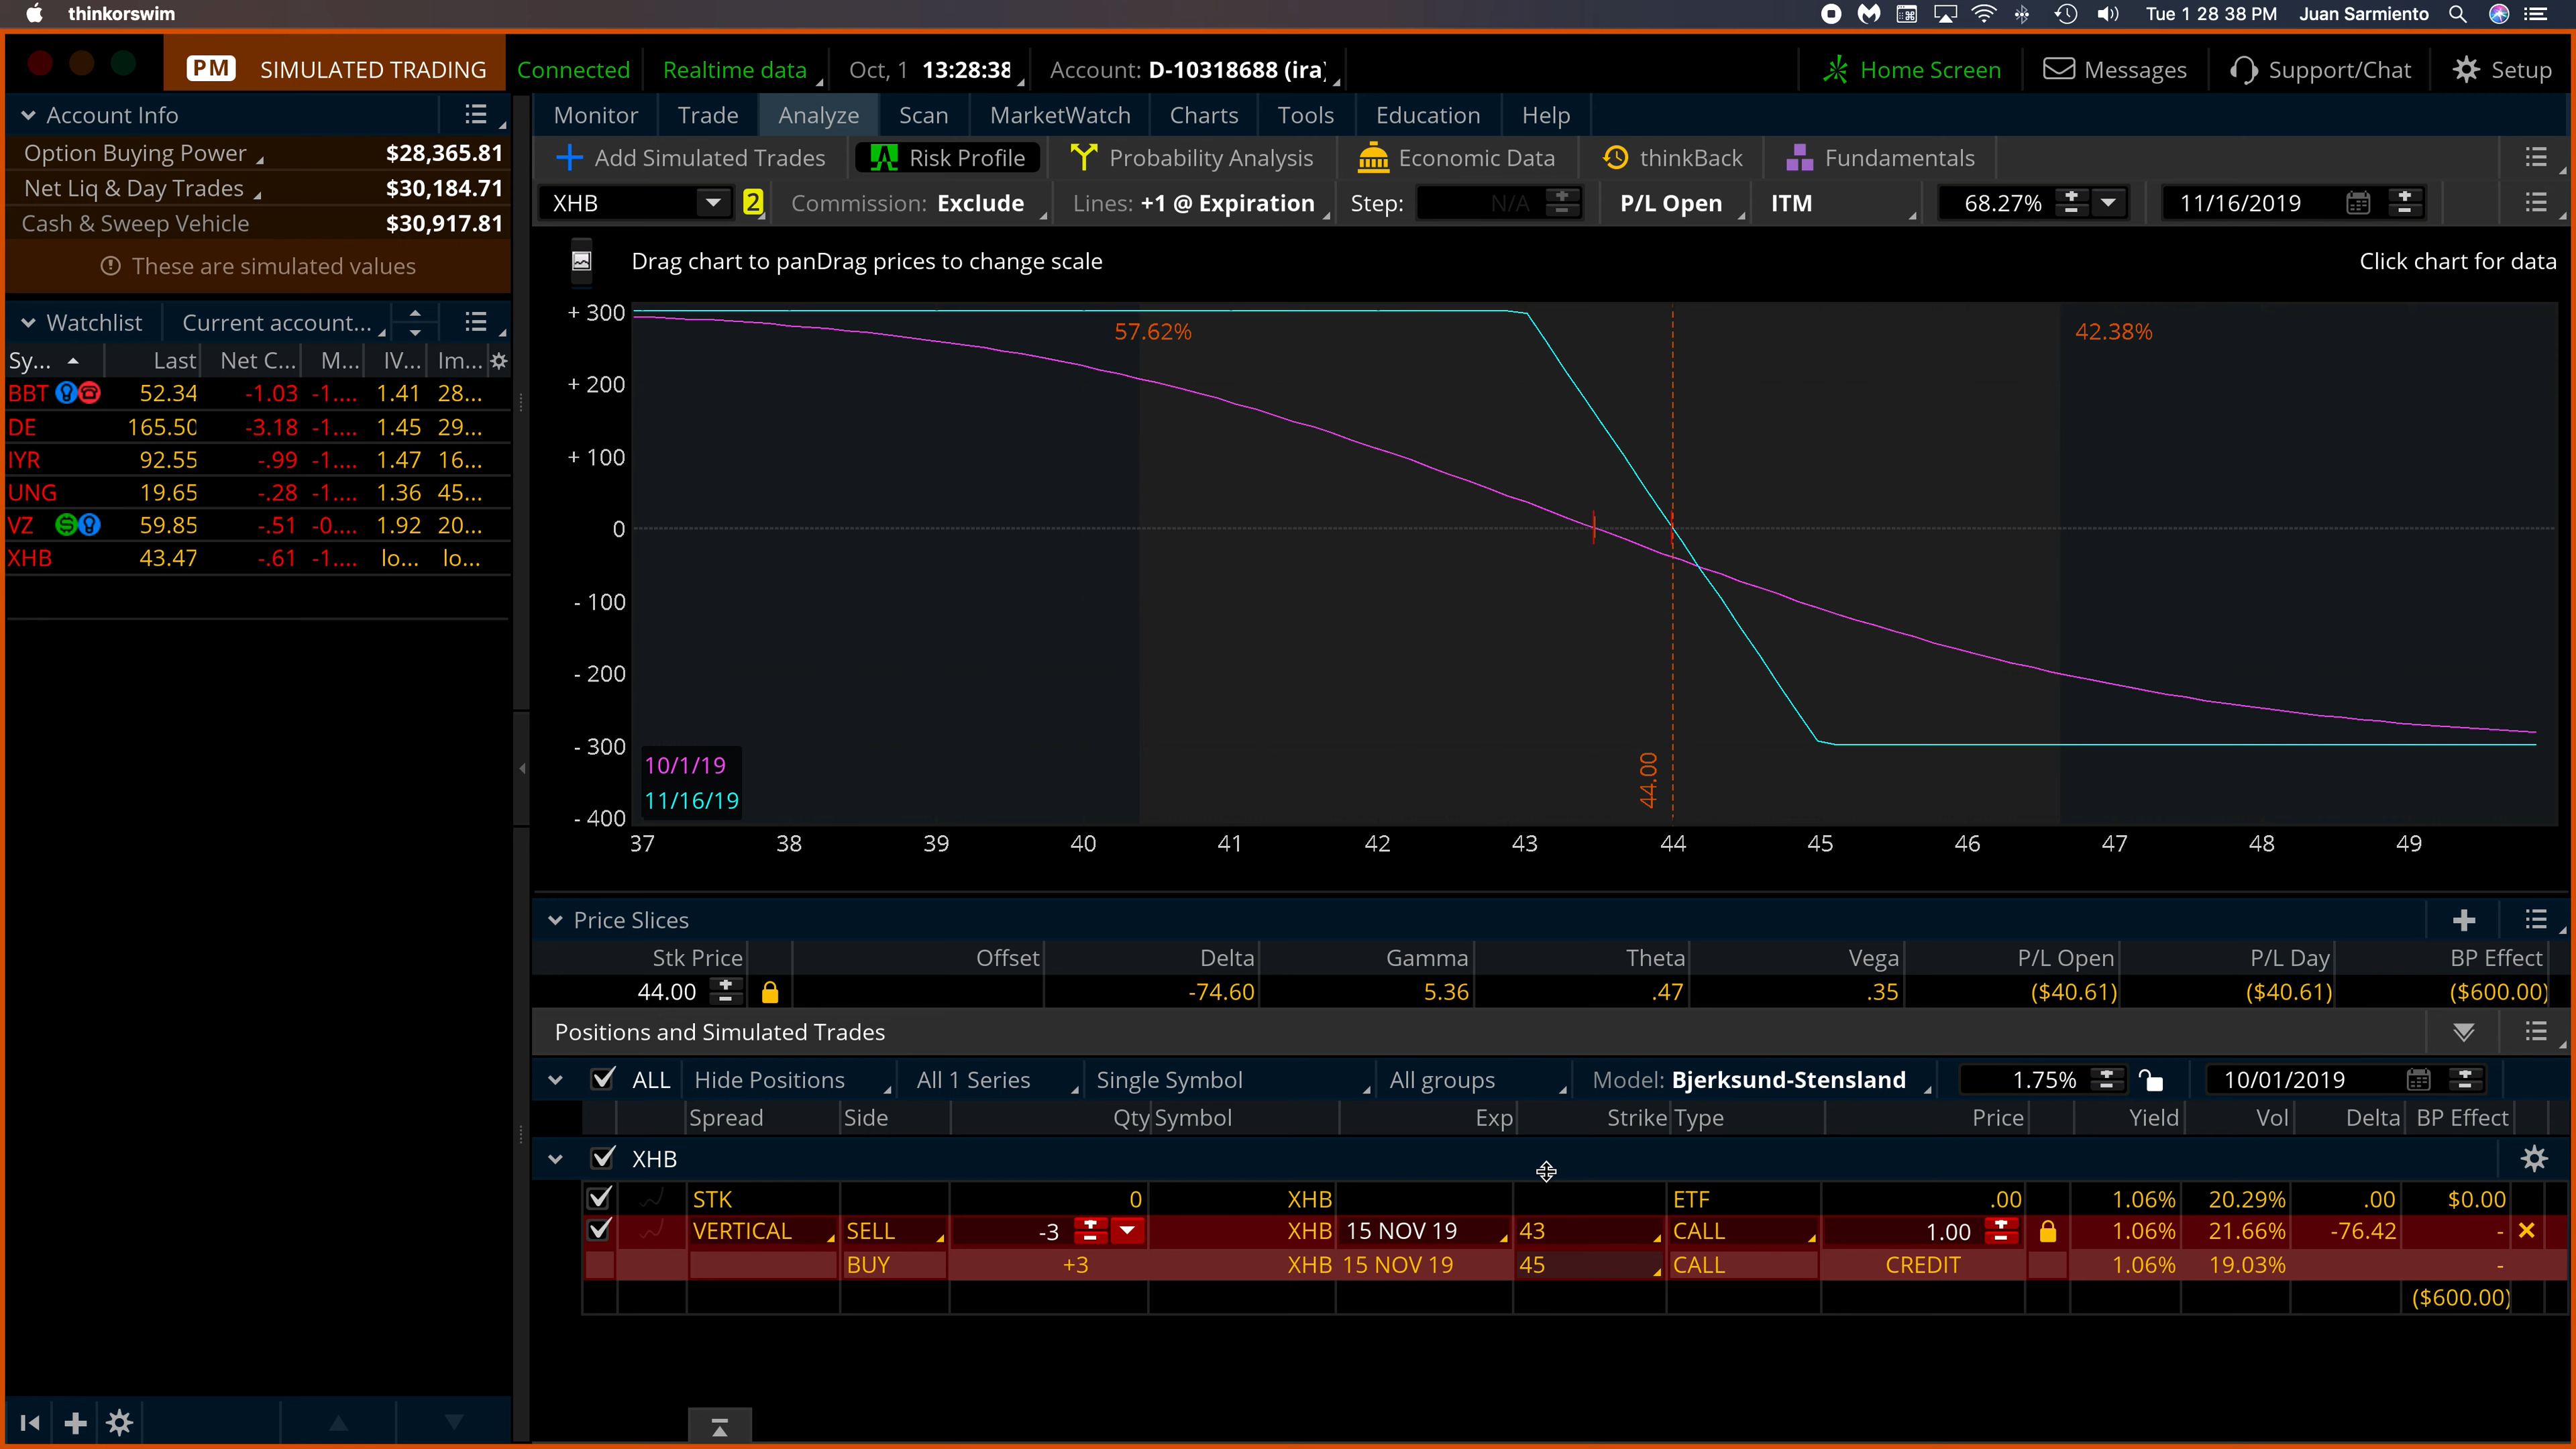 thinkorswim Tue 1 28 38 PM Juan Sarmiento
PM SIMULATED TRADING Connected Realtime data Oct, 1 13:28:38 Account: D-10318688 (ira) Home Screen Messages Support/Chat Setup
Account Info
Option Buying Power $28,365.81
Net Liq & Day Trades $30,184.71
Cash & Sweep Vehicle $30,917.81
These are simulated values
Watchlist Current account...
Sy... Last Net C... M... IV... Im...
BBT 52.34 -1.03 -1.... 1.41 28...
DE 165.50 -3.18 -1.... 1.45 29...
IYR 92.55 -.99 -1.... 1.47 16...
UNG 19.65 -.28 -1.... 1.36 45...
VZ 59.85 -.51 -0.... 1.92 20...
XHB 43.47 -.61 -1.... lo... lo...
Monitor Trade Analyze Scan MarketWatch Charts Tools Education Help
Add Simulated Trades Risk Profile Probability Analysis Economic Data thinkBack Fundamentals
XHB 2 Commission: Exclude Lines: +1 @ Expiration Step: N/A P/L Open ITM 68.27% 11/16/2019
Drag chart to panDrag prices to change scale Click chart for data
+ 300
57.62% 42.38%
+ 200
+ 100
0
- 100
- 200
- 300
- 400
10/1/19
11/16/19
44.00
37 38 39 40 41 42 43 44 45 46 47 48 49
Price Slices
Stk Price Offset Delta Gamma Theta Vega P/L Open P/L Day BP Effect
44.00 -74.60 5.36 .47 .35 ($40.61) ($40.61) ($600.00)
Positions and Simulated Trades
ALL Hide Positions All 1 Series Single Symbol All groups Model: Bjerksund-Stensland 1.75% 10/01/2019
Spread Side Qty Symbol Exp Strike Type Price Yield Vol Delta BP Effect
XHB
STK 0 XHB ETF .00 1.06% 20.29% .00 $0.00
VERTICAL SELL -3 XHB 15 NOV 19 43 CALL 1.00 1.06% 21.66% -76.42 -
BUY +3 XHB 15 NOV 19 45 CALL CREDIT 1.06% 19.03% -
($600.00)